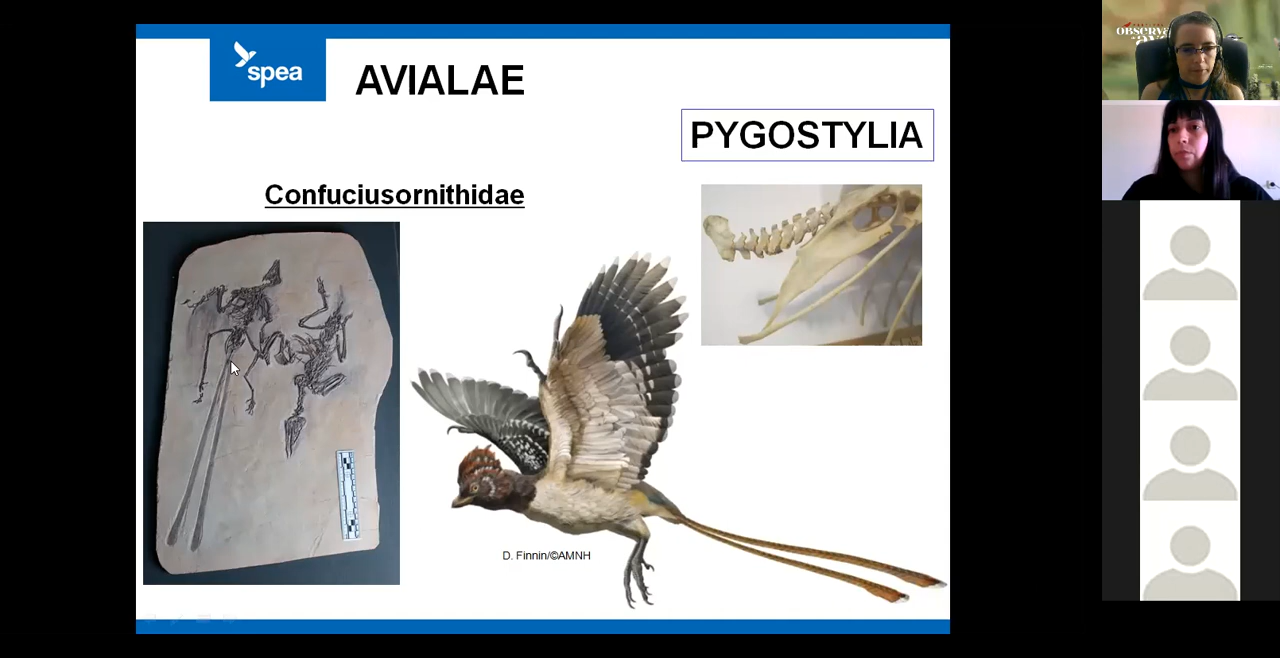 spea
AVIALAE
PYGOSTYLIA
Confuciusornithidae
D. Finnin/©AMNH